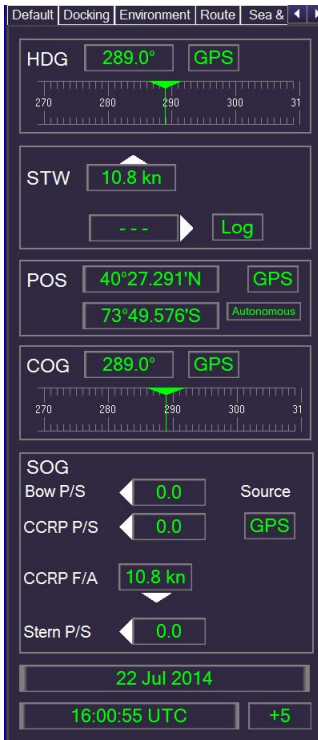 Default Docking Environment Route Sea &
HDG 289.0° GPS
270 280 290 300 31
STW 10.8 kn
- - - Log
POS 40°27.291'N GPS
73°49.576'S Autonomous
COG 289.0° GPS
270 280 290 300 31
SOG
Bow P/S 0.0 Source
CCRP P/S 0.0 GPS
CCRP F/A 10.8 kn
Stern P/S 0.0
22 Jul 2014
16:00:55 UTC +5